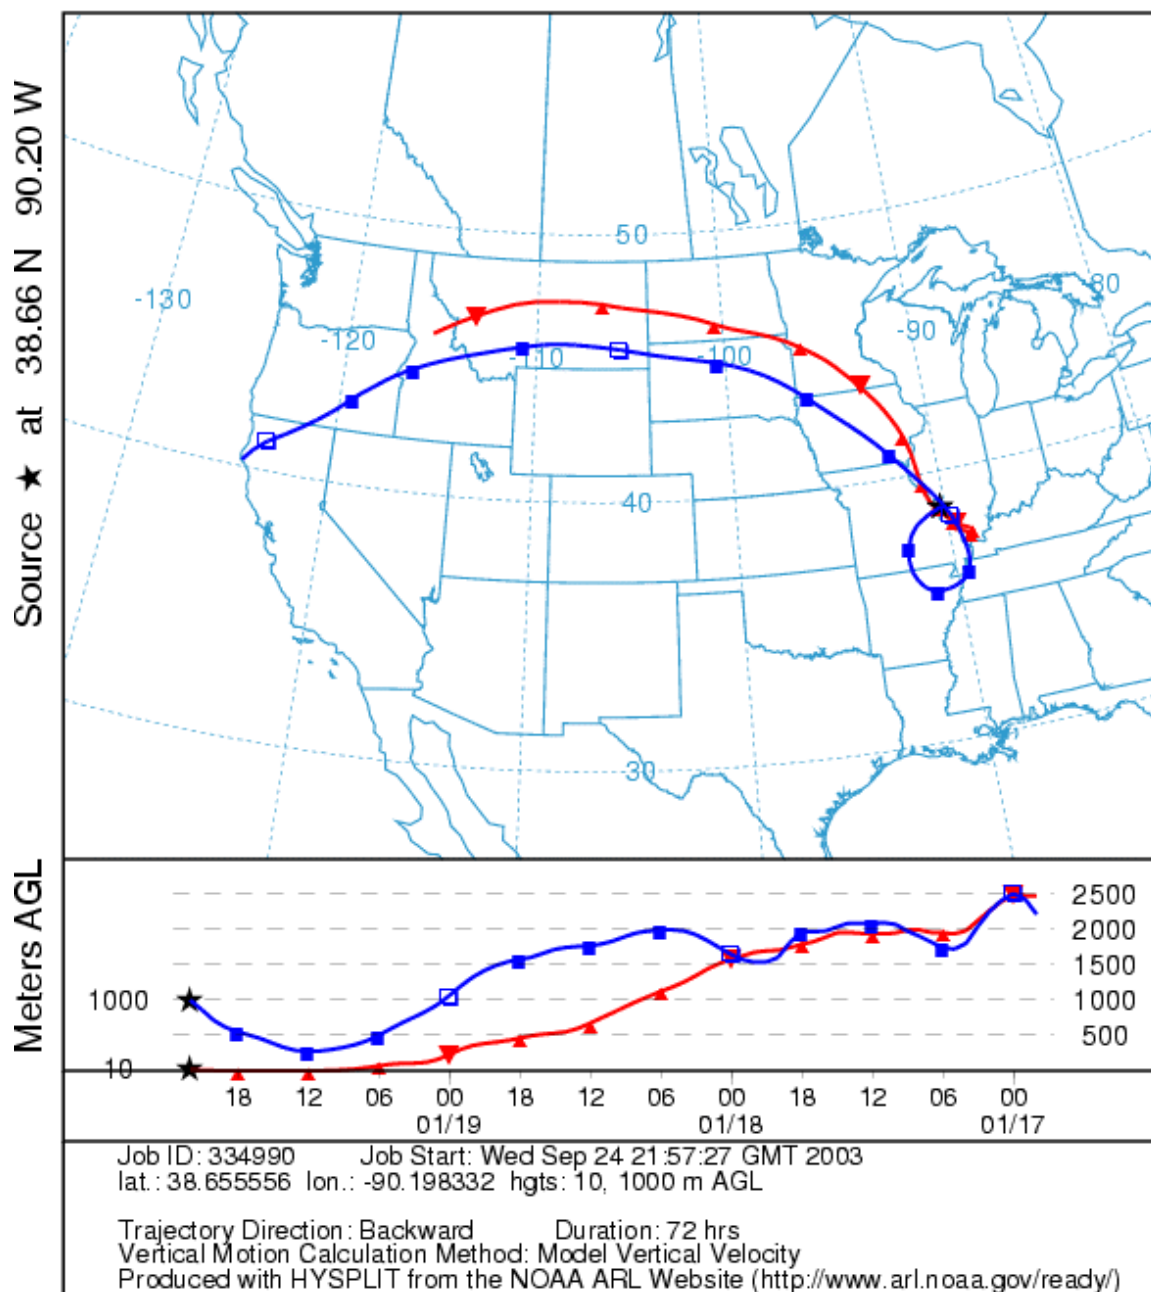 Source ★ at 38.66 N 90.20 W
50
-130
80
-120
-90
-110
-100
40
30
Meters AGL
2500
2000
1500
1000
1000
500
10
18 12 06 00 18 12 06 00 18 12 06 00
01/19 01/18 01/17
Job ID: 334990 Job Start: Wed Sep 24 21:57:27 GMT 2003
lat.: 38.655556 lon.: -90.198332 hgts: 10, 1000 m AGL
Trajectory Direction: Backward Duration: 72 hrs
Vertical Motion Calculation Method: Model Vertical Velocity
Produced with HYSPLIT from the NOAA ARL Website (http://www.arl.noaa.gov/ready/)